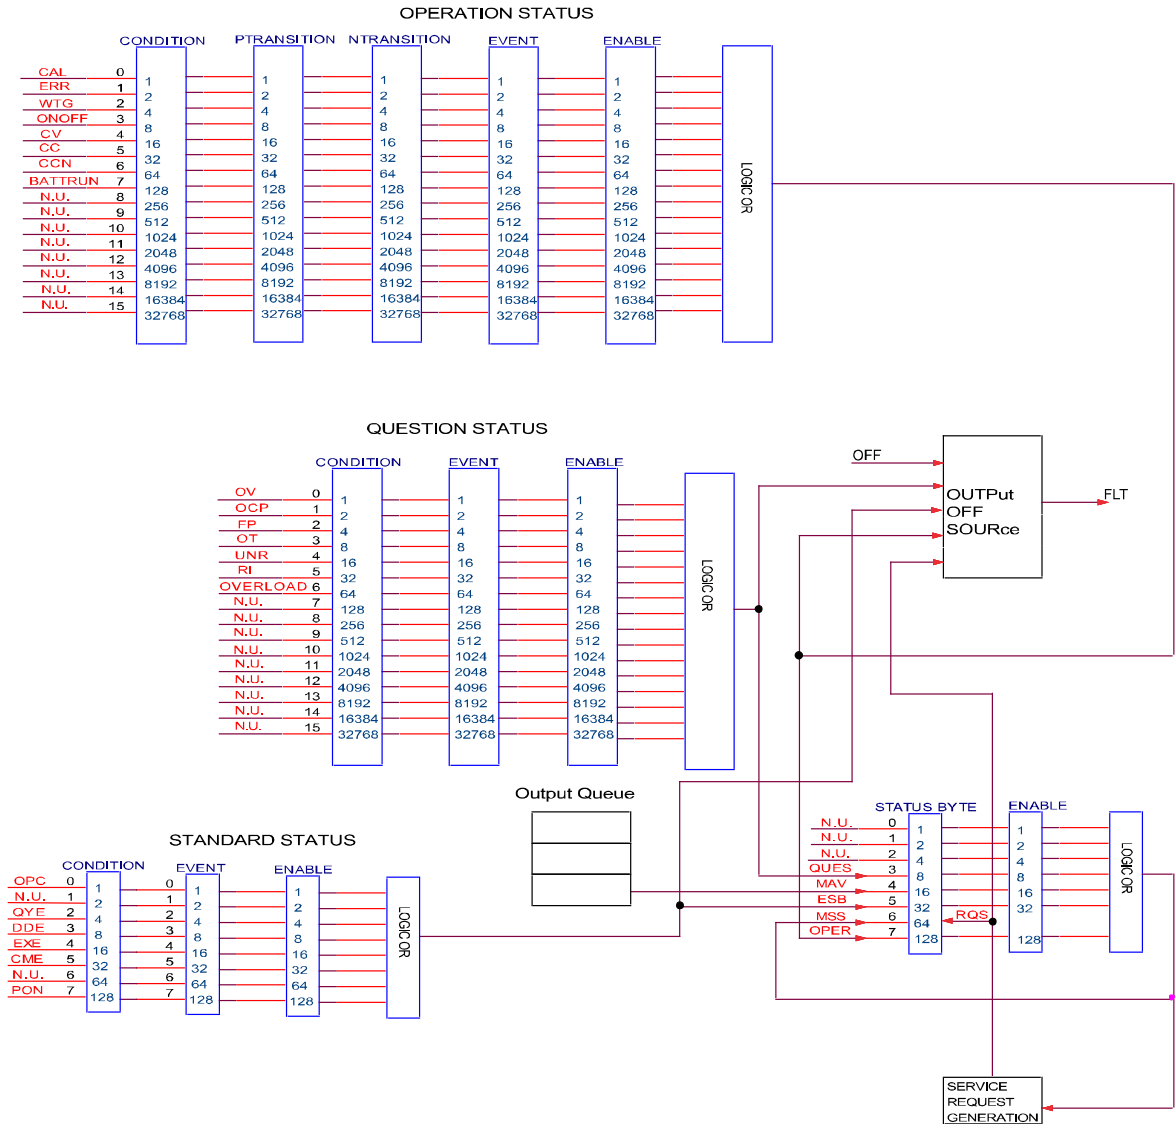 OPERATION STATUS
CONDITION PTRANSITION NTRANSITION EVENT ENABLE
CAL 0 1 1 1 1 1
ERR 1 2 2 2 2 2
WTG 2 4 4 4 4 4
ONOFF 3 8 8 8 8 8
CV 4 16 16 16 16 16
CC 5 32 32 32 32 32
CCN 6 64 64 64 64 64
BATTRUN 7 128 128 128 128 128
N.U. 8 256 256 256 256 256
N.U. 9 512 512 512 512 512
N.U. 10 1024 1024 1024 1024 1024
N.U. 11 2048 2048 2048 2048 2048
N.U. 12 4096 4096 4096 4096 4096
N.U. 13 8192 8192 8192 8192 8192
N.U. 14 16384 16384 16384 16384 16384
N.U. 15 32768 32768 32768 32768 32768
LOGIC OR
QUESTION STATUS
CONDITION EVENT ENABLE
OV 0 1 1 1
OCP 1 2 2 2
FP 2 4 4 4
OT 3 8 8 8
UNR 4 16 16 16
RI 5 32 32 32
OVERLOAD 6 64 64 64
N.U. 7 128 128 128
N.U. 8 256 256 256
N.U. 9 512 512 512
N.U. 10 1024 1024 1024
N.U. 11 2048 2048 2048
N.U. 12 4096 4096 4096
N.U. 13 8192 8192 8192
N.U. 14 16384 16384 16384
N.U. 15 32768 32768 32768
LOGIC OR
OFF
OUTPut
OFF
SOURce
FLT
Output Queue
STANDARD STATUS
CONDITION EVENT ENABLE
OPC 0 1 0 1 1
N.U. 1 2 1 2 2
QYE 2 4 2 4 4
DDE 3 8 3 8 8
EXE 4 16 4 16 16
CME 5 32 5 32 32
N.U. 6 64 6 64 64
PON 7 128 7 128 128
LOGIC OR
STATUS BYTE ENABLE
N.U. 0 1 1
N.U. 1 2 2
N.U. 2 4 4
QUES 3 8 8
MAV 4 16 16
ESB 5 32 32
MSS 6 64 RQS
OPER 7 128 128
LOGIC OR
SERVICE
REQUEST
GENERATION